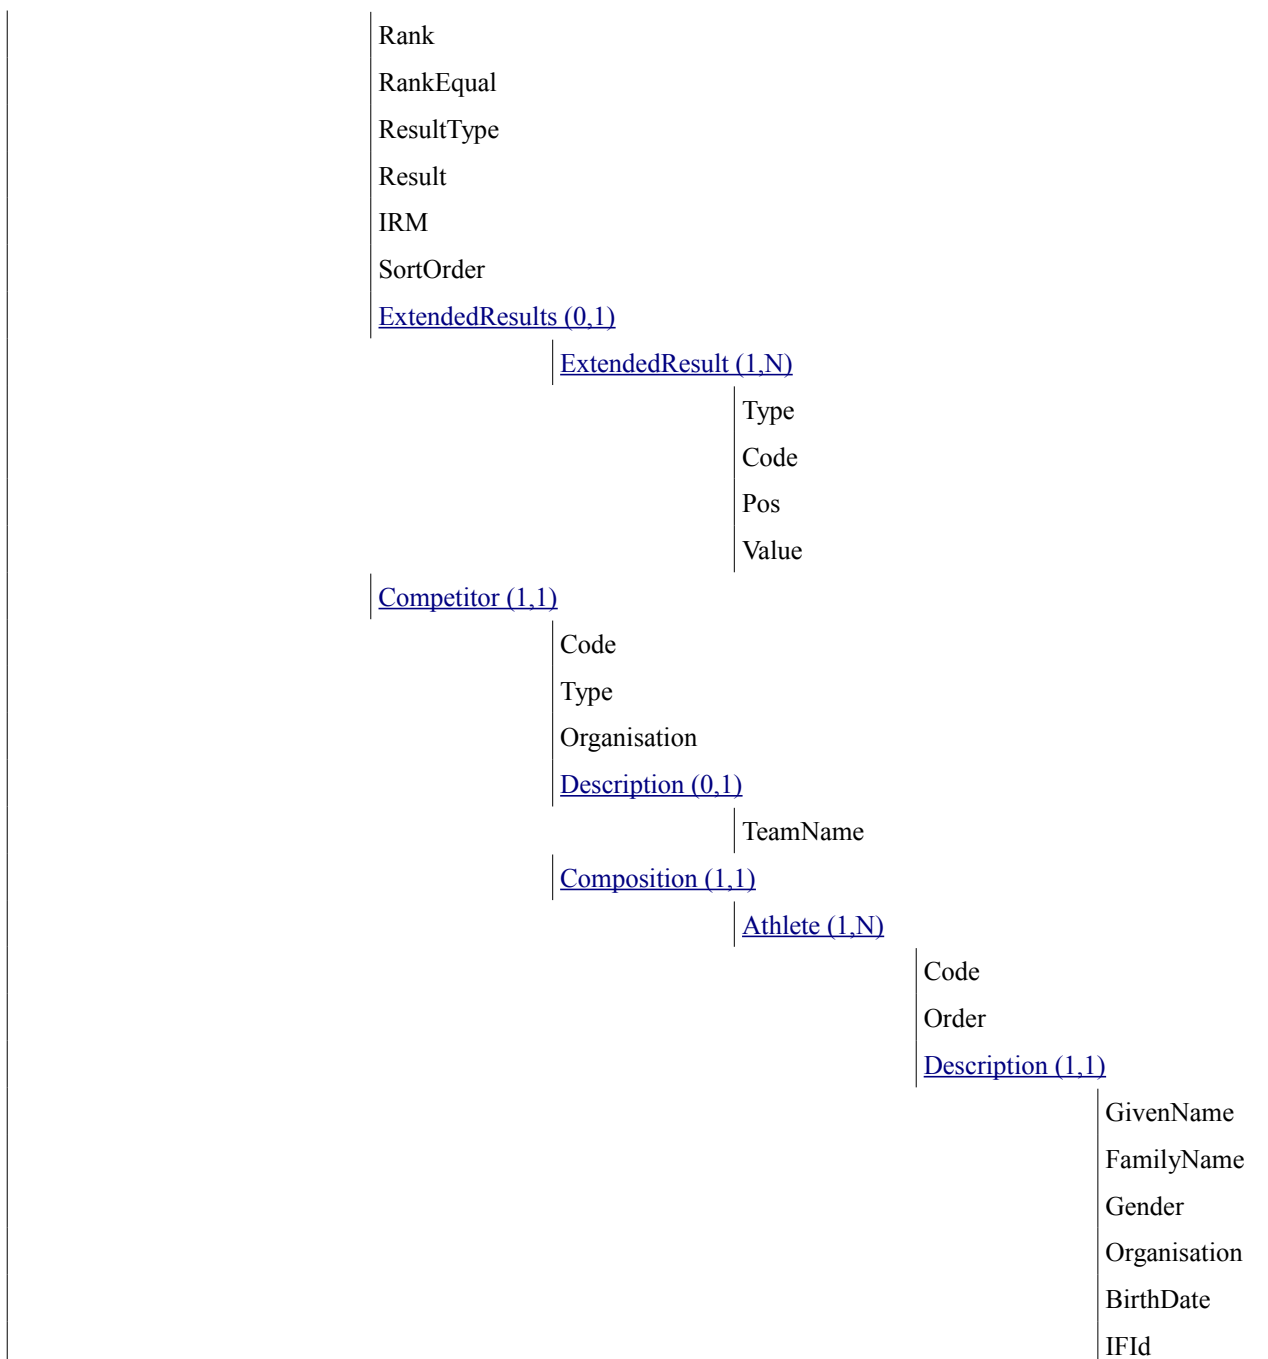 Rank
RankEqual
ResultType
Result
IRM
SortOrder
ExtendedResults (0,1)
ExtendedResult (1,N)
Type
Code
Pos
Value
Competitor (1,1)
Code
Type
Organisation
Description (0,1)
TeamName
Composition (1,1)
Athlete (1,N)
Code
Order
Description (1,1)
GivenName
FamilyName
Gender
Organisation
BirthDate
IFId